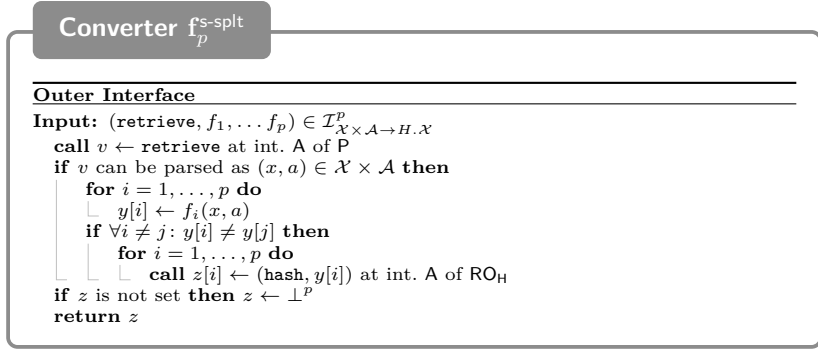 Converter f_p^{s-splt}
Outer Interface
Input: (retrieve, f_1, … f_p) ∈ 𝓘^p_{𝒳×𝒜→H.𝒳}
call v ← retrieve at int. A of P
if v can be parsed as (x, a) ∈ 𝒳 × 𝒜 then
for i = 1, …, p do
y[i] ← f_i(x, a)
if ∀i ≠ j: y[i] ≠ y[j] then
for i = 1, …, p do
call z[i] ← (hash, y[i]) at int. A of RO_H
if z is not set then z ← ⊥^p
return z